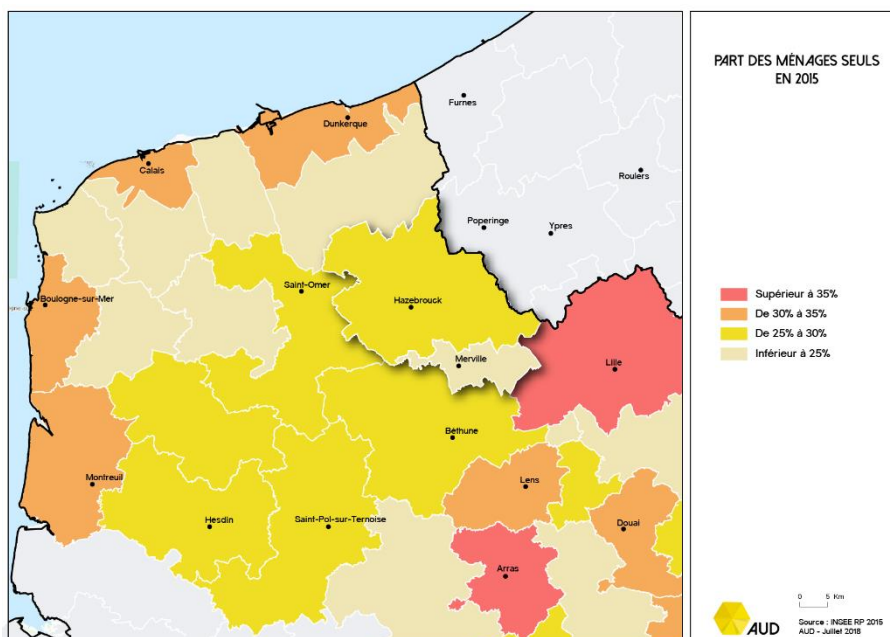 PART DES MÉNAGES SEULS
EN 2015
Furnes
Dunkerque
Roulers
Calais
Poperinge
Ypres
Saint-Omer
Boulogne-sur-Mer
Hazebrouck
Supérieur à 35%
De 30% à 35%
De 25% à 30%
Inférieur à 25%
Merville
Lille
Béthune
Montreuil
Lens
Hesdin
Saint-Pol-sur-Ternoise
Douai
Arras
0 5 Km
AUD
Source : INSEE RP 2015
AUD - Juillet 2018